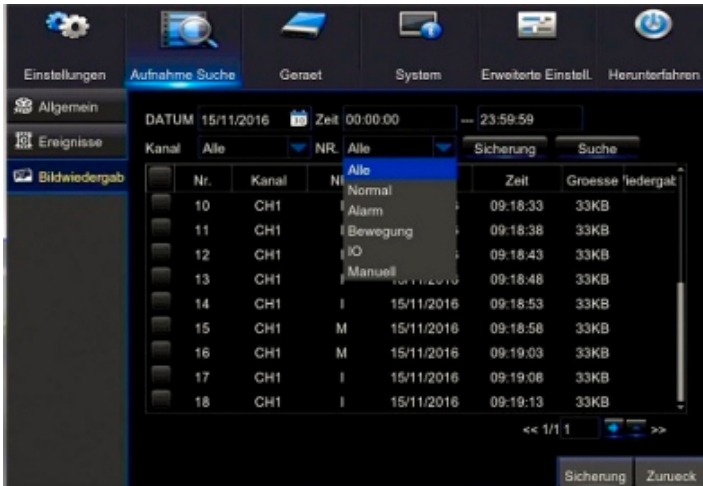 Einstellungen Aufnahme Suche Geraet System Erweiterte Einstell. Herunterfahren
Allgemein
Ereignisse
Bildwiedergab
DATUM 15/11/2016 Zeit 00:00:00 --- 23:59:59
Kanal Alle NR. Alle Sicherung Suche
Alle
Normal
Alarm
Bewegung
IO
Manuell
Nr. Kanal Zeit Groesse
10 CH1 09:18:33 33KB
11 CH1 09:18:38 33KB
12 CH1 09:18:43 33KB
13 CH1 I 15/11/2016 09:18:48 33KB
14 CH1 I 15/11/2016 09:18:53 33KB
15 CH1 M 15/11/2016 09:18:58 33KB
16 CH1 M 15/11/2016 09:19:03 33KB
17 CH1 I 15/11/2016 09:19:08 33KB
18 CH1 I 15/11/2016 09:19:13 33KB
<< 1/1 1 >>
Sicherung Zurueck